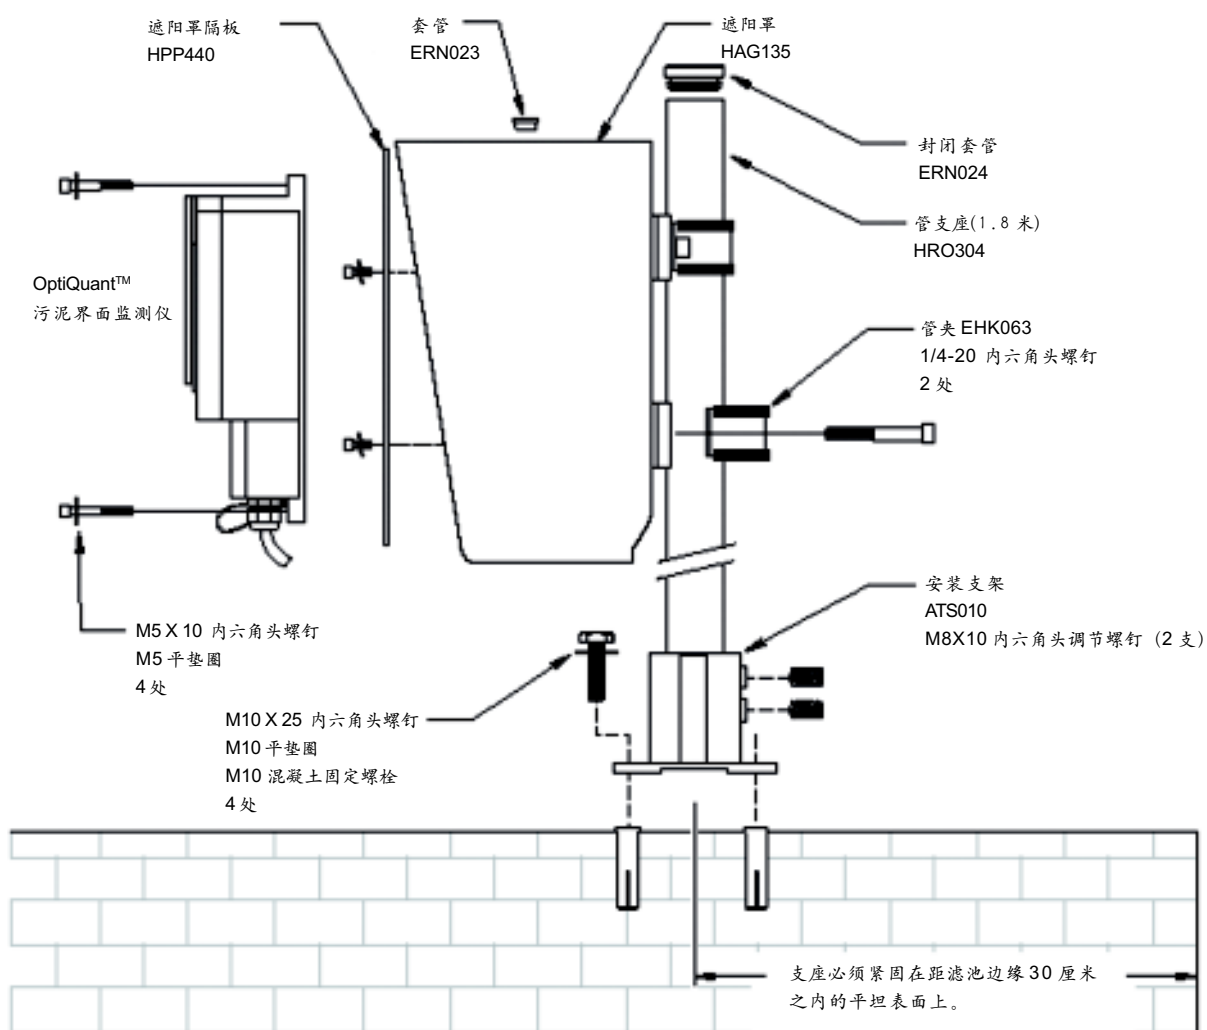 遮阳罩隔板
HPP440
套管
ERN023
遮阳罩
HAG135
封闭套管
ERN024
管支座(1.8 米)
HRO304
OptiQuant™
污泥界面监测仪
管夹 EHK063
1/4-20 内六角头螺钉
2 处
安装支架
ATS010
M8X10 内六角头调节螺钉 (2 支)
M5 X 10 内六角头螺钉
M5 平垫圈
4 处
M10 X 25 内六角头螺钉
M10 平垫圈
M10 混凝土固定螺栓
4 处
支座必须紧固在距滤池边缘 30 厘米
之内的平坦表面上。